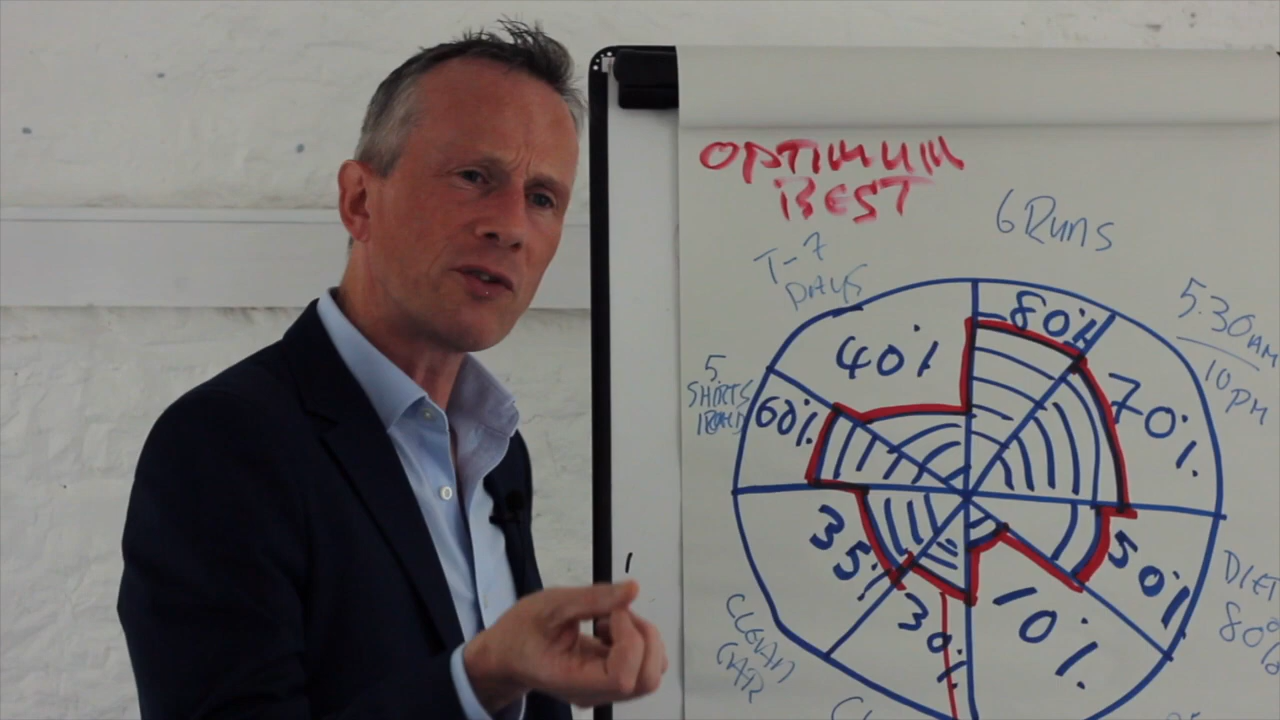 OPTIMUM
BEST
6 Runs
T-7
DAYS
5.30AM
10PM
80%
40%
70%
5
SHIRTS
60%
35%
50%
DIET
80%
30%
10%
CLEAN
CAR